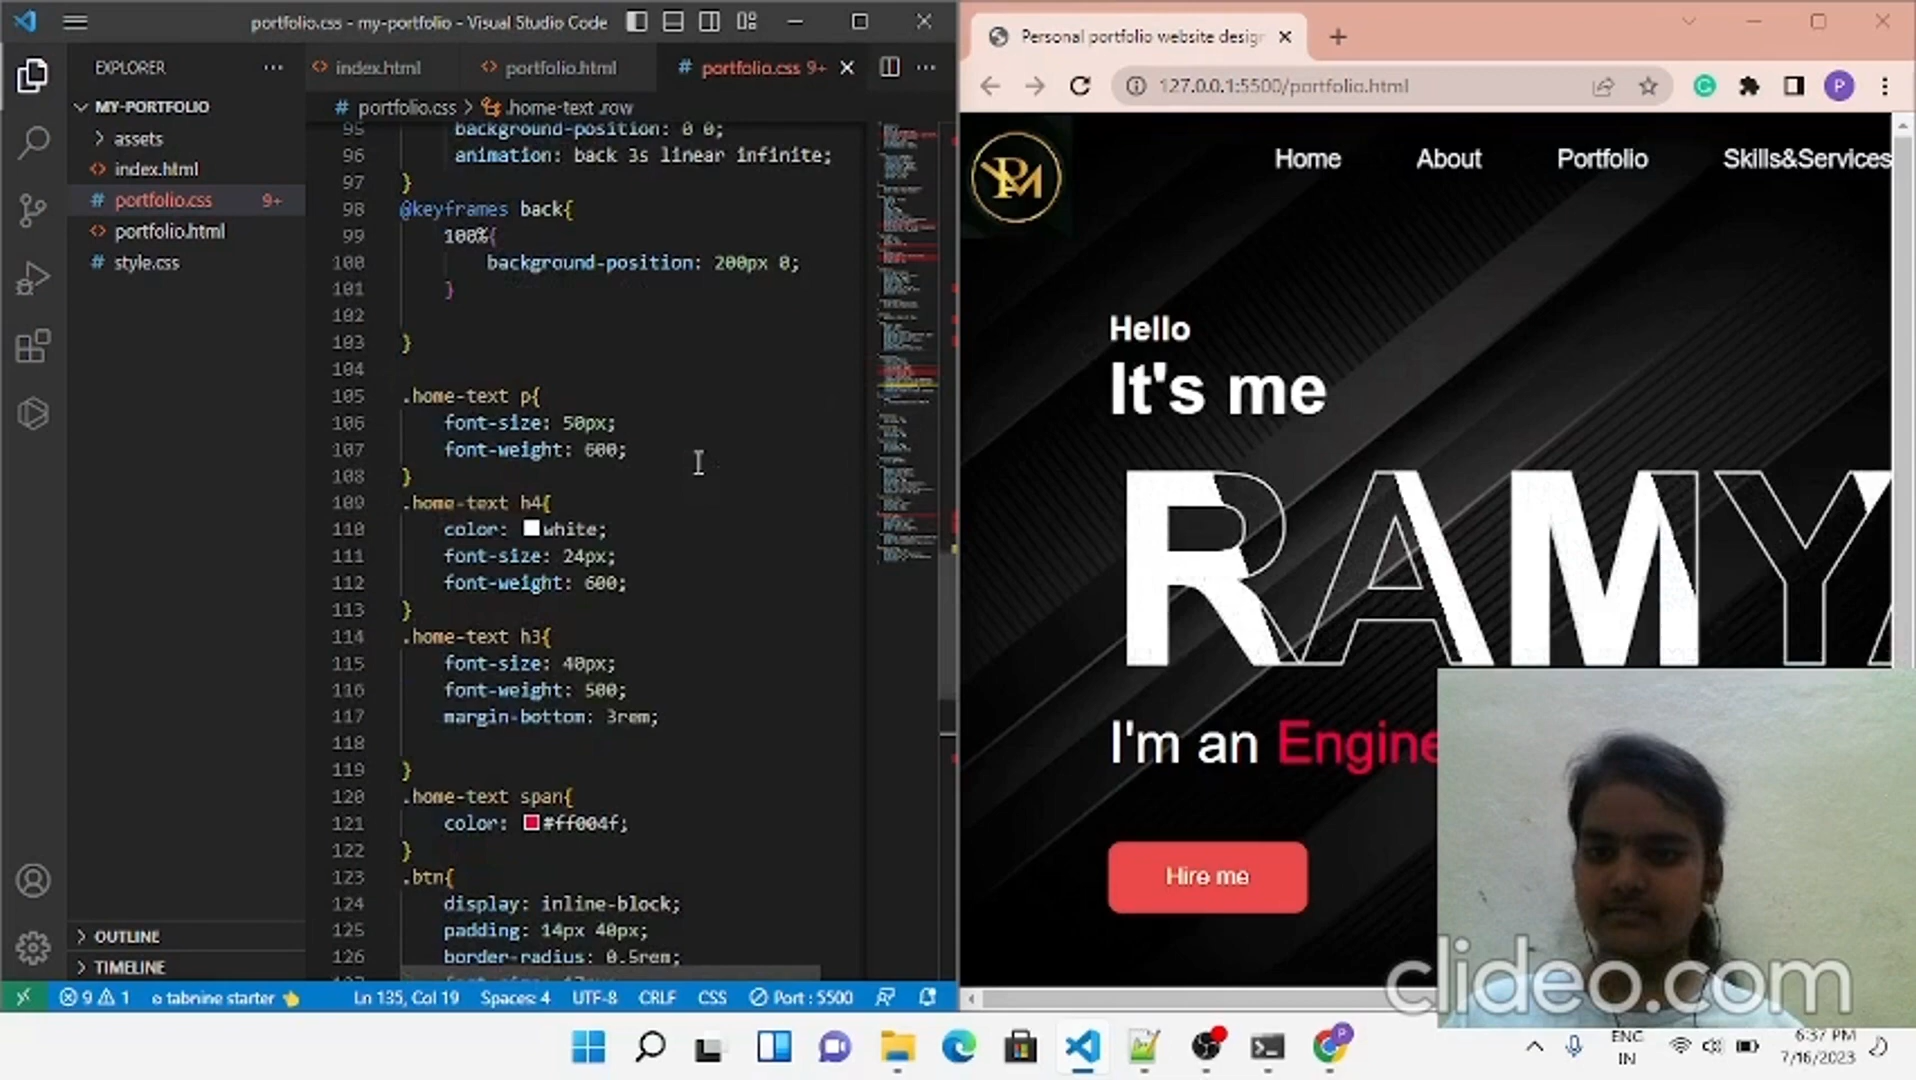 portfolio.css - my-portfolio - Visual Studio Code
EXPLORER
MY-PORTFOLIO
assets
index.html
portfolio.css 9+
portfolio.html
style.css
OUTLINE
TIMELINE
index.html
portfolio.html
portfolio.css 9+
portfolio.css > .home-text .row
95 background-position: 0 0;
96 animation: back 3s linear infinite;
97 }
98 @keyframes back{
99 100%{
100 background-position: 200px 0;
101 }
102
103 }
104
105 .home-text p{
106 font-size: 50px;
107 font-weight: 600;
108 }
109 .home-text h4{
110 color: white;
111 font-size: 24px;
112 font-weight: 600;
113 }
114 .home-text h3{
115 font-size: 40px;
116 font-weight: 500;
117 margin-bottom: 3rem;
118
119 }
120 .home-text span{
121 color: #ff004f;
122 }
123 .btn{
124 display: inline-block;
125 padding: 14px 40px;
126 border-radius: 0.5rem;
9 1 tabnine starter Ln 135, Col 19 Spaces: 4 UTF-8 CRLF CSS Port : 5500
Personal portfolio website desig
127.0.0.1:5500/portfolio.html
P
Home About Portfolio Skills&Services
Hello
It's me
RAMYA
I'm an Engine
Hire me
clideo.com
ENG
IN
6:37 PM
7/16/2023